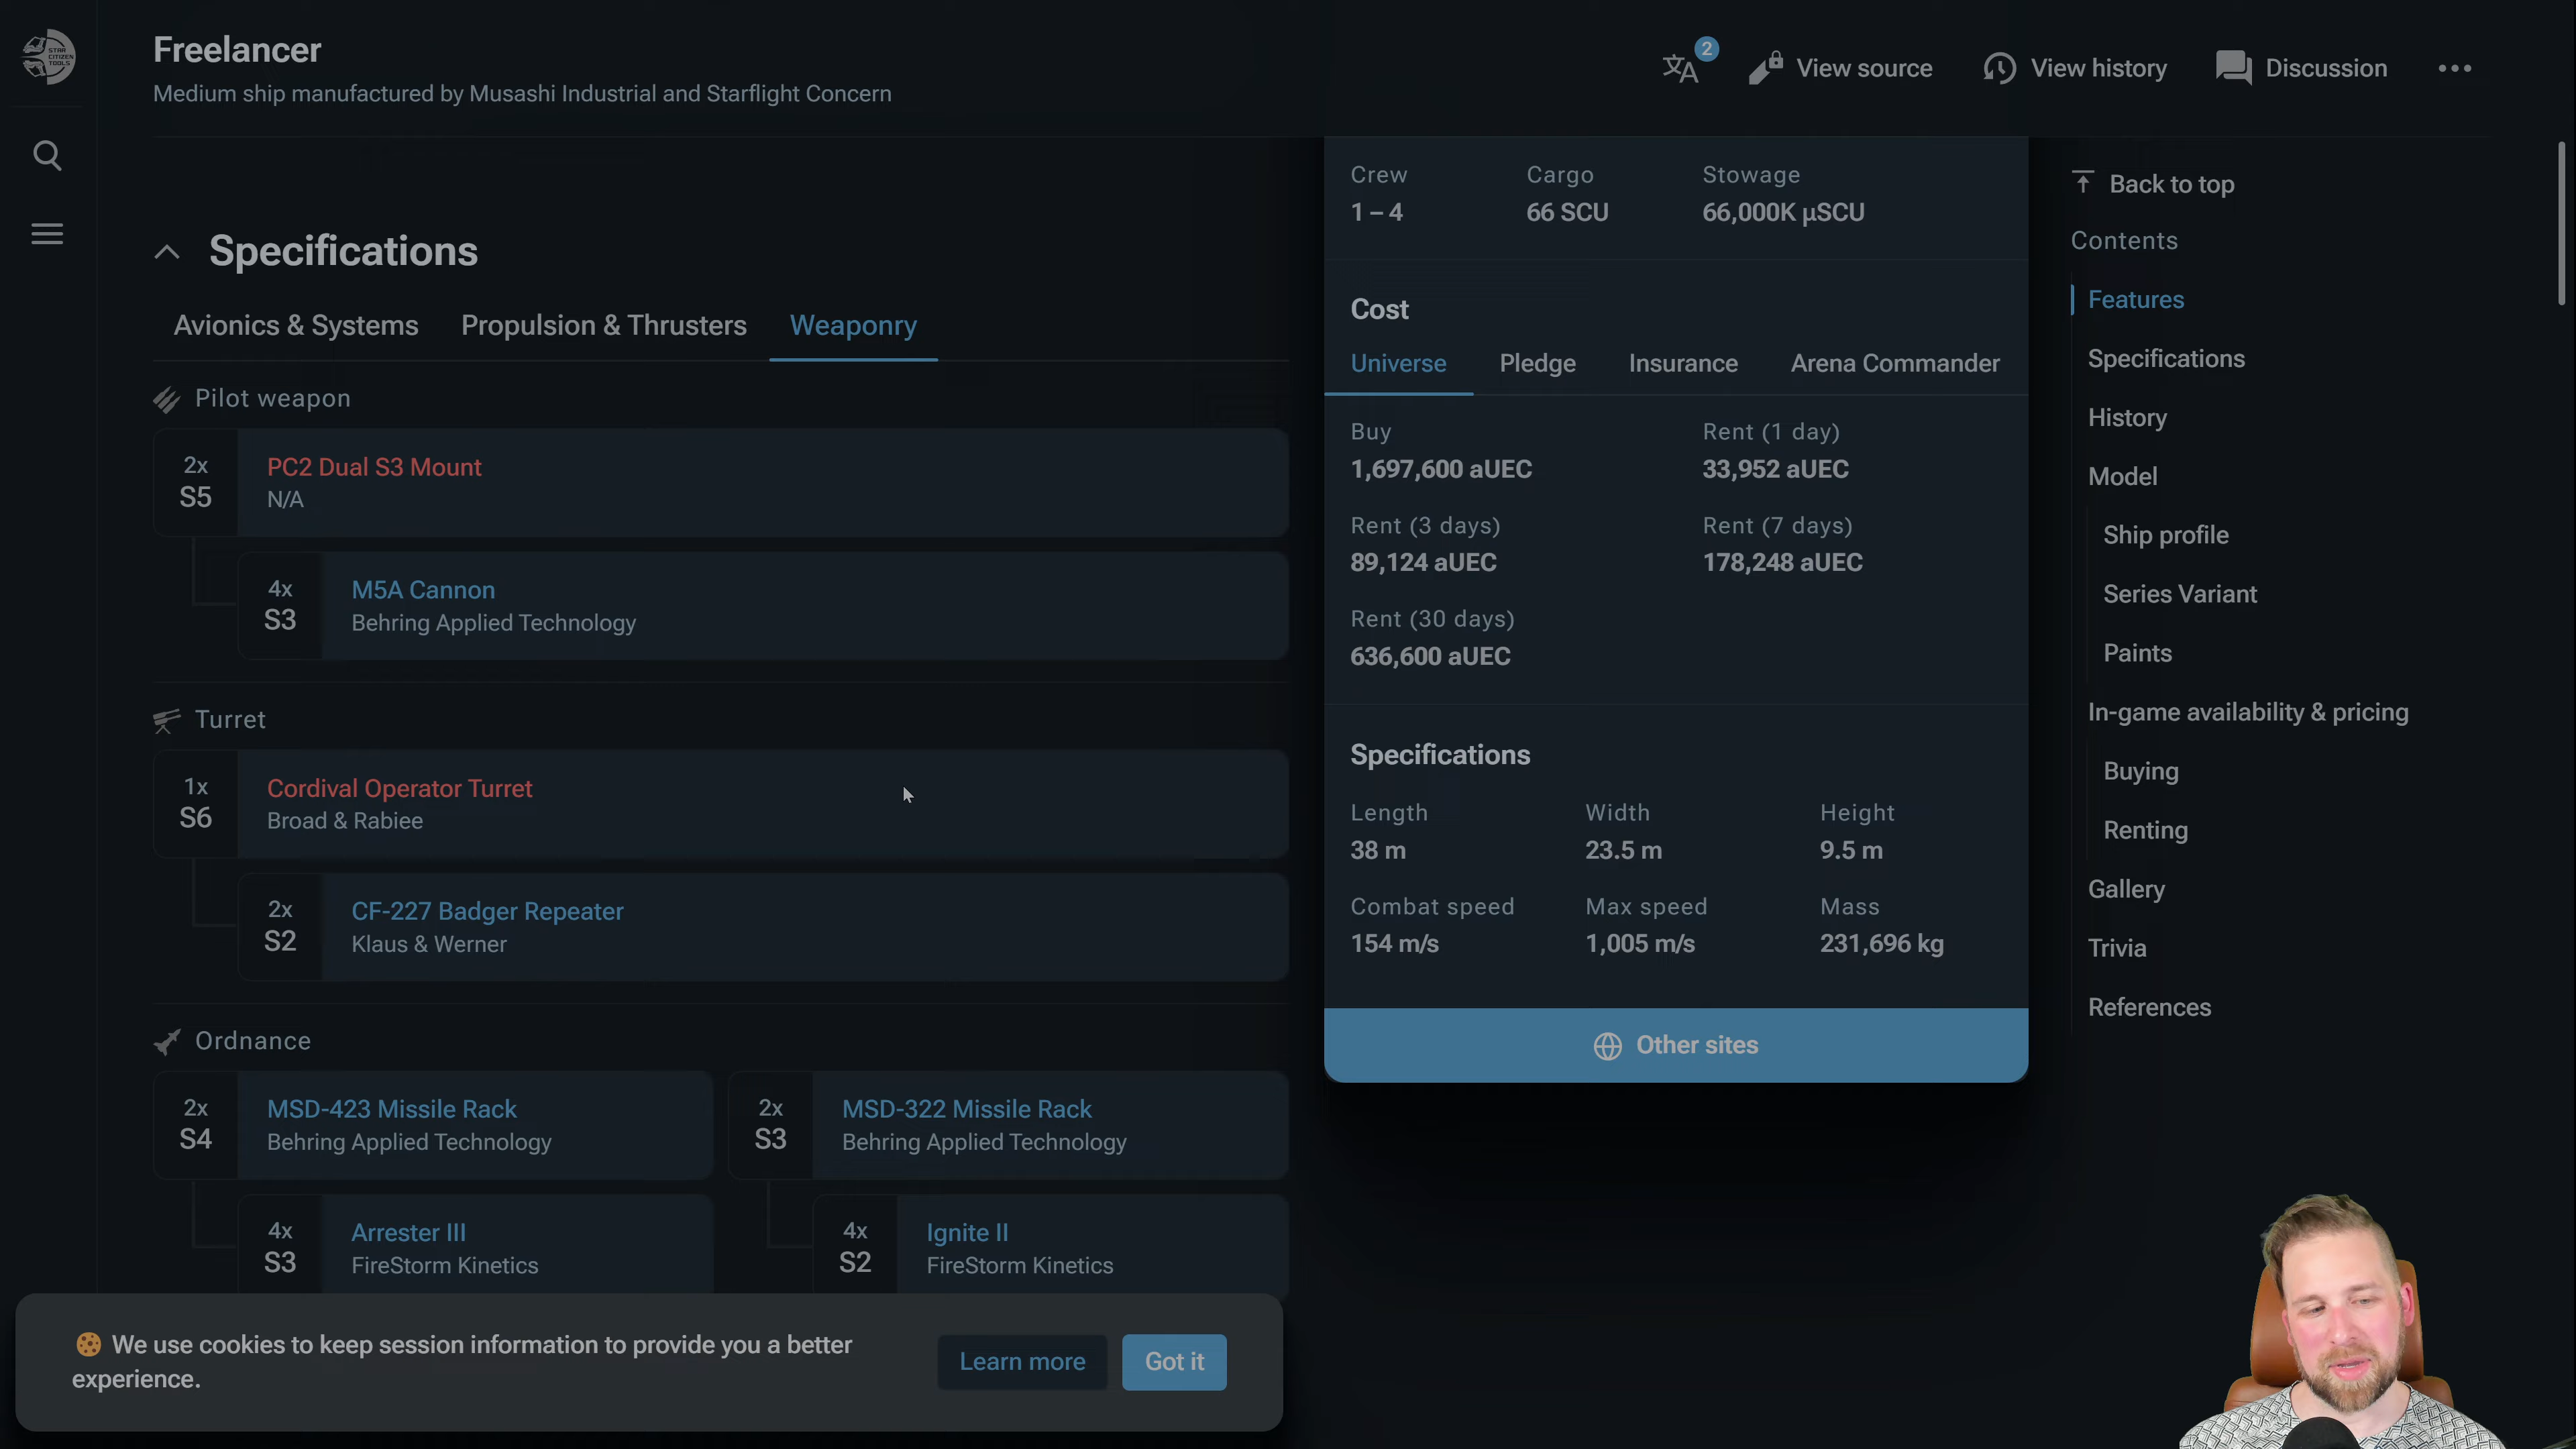 STAR
CITIZEN
TOOLS
Freelancer
Medium ship manufactured by Musashi Industrial and Starflight Concern
文A
2
View source
View history
Discussion
Specifications
Avionics & Systems
Propulsion & Thrusters
Weaponry
Pilot weapon
2x
S5
PC2 Dual S3 Mount
N/A
4x
S3
M5A Cannon
Behring Applied Technology
Turret
1x
S6
Cordival Operator Turret
Broad & Rabiee
2x
S2
CF-227 Badger Repeater
Klaus & Werner
Ordnance
2x
S4
MSD-423 Missile Rack
Behring Applied Technology
2x
S3
MSD-322 Missile Rack
Behring Applied Technology
4x
S3
Arrester III
FireStorm Kinetics
4x
S2
Ignite II
FireStorm Kinetics
Crew
1 – 4
Cargo
66 SCU
Stowage
66,000K µSCU
Cost
Universe
Pledge
Insurance
Arena Commander
Buy
1,697,600 aUEC
Rent (1 day)
33,952 aUEC
Rent (3 days)
89,124 aUEC
Rent (7 days)
178,248 aUEC
Rent (30 days)
636,600 aUEC
Specifications
Length
38 m
Width
23.5 m
Height
9.5 m
Combat speed
154 m/s
Max speed
1,005 m/s
Mass
231,696 kg
Other sites
Back to top
Contents
Features
Specifications
History
Model
Ship profile
Series Variant
Paints
In-game availability & pricing
Buying
Renting
Gallery
Trivia
References
We use cookies to keep session information to provide you a better
experience.
Learn more
Got it